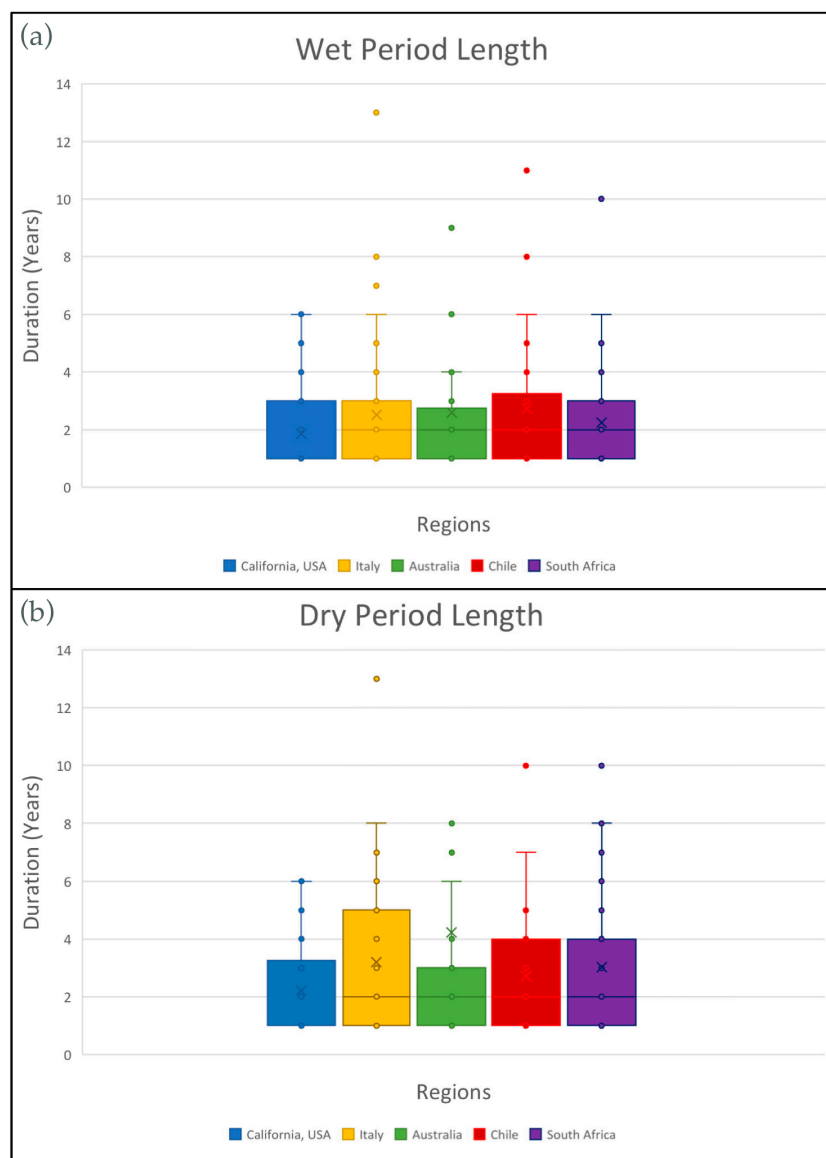 (a)
Wet Period Length
14
12
10
8
6
4
2
0
Duration (Years)
Regions
California, USA Italy Australia Chile South Africa
(b)
Dry Period Length
14
12
10
8
6
4
2
0
Duration (Years)
Regions
California, USA Italy Australia Chile South Africa